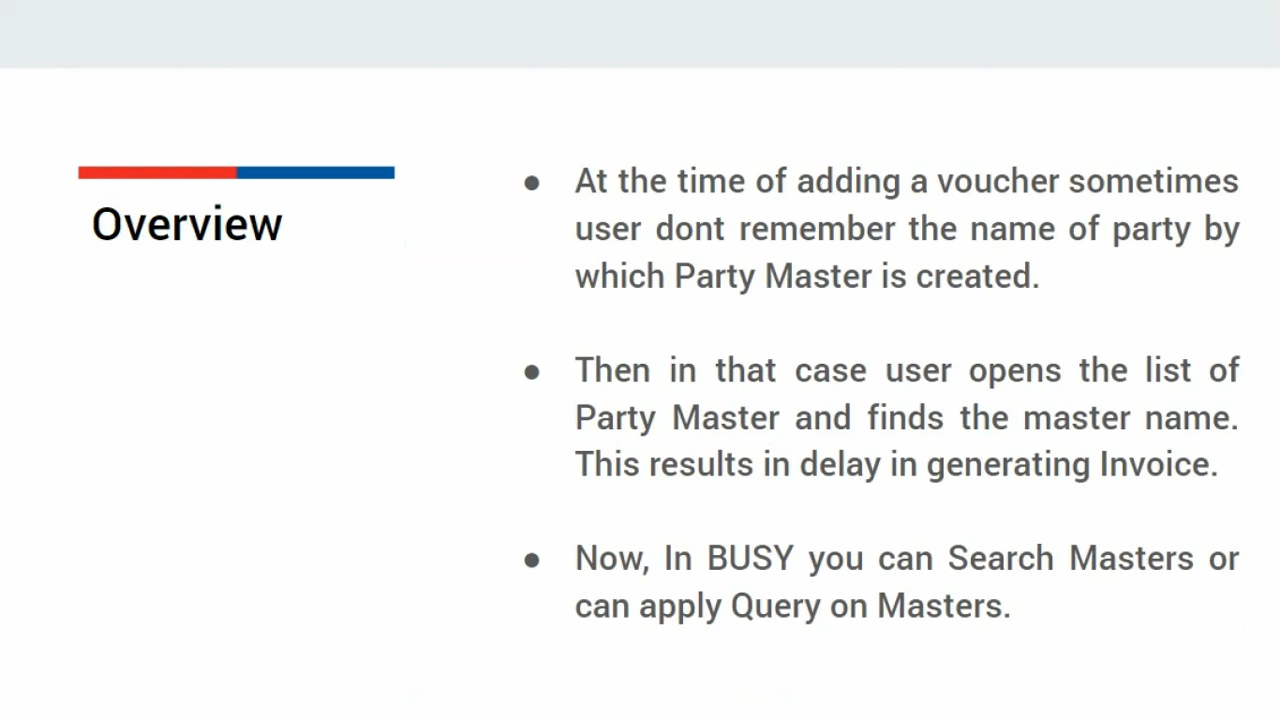 Overview
● At the time of adding a voucher sometimes
user dont remember the name of party by
which Party Master is created.
● Then in that case user opens the list of
Party Master and finds the master name.
This results in delay in generating Invoice.
● Now, In BUSY you can Search Masters or
can apply Query on Masters.